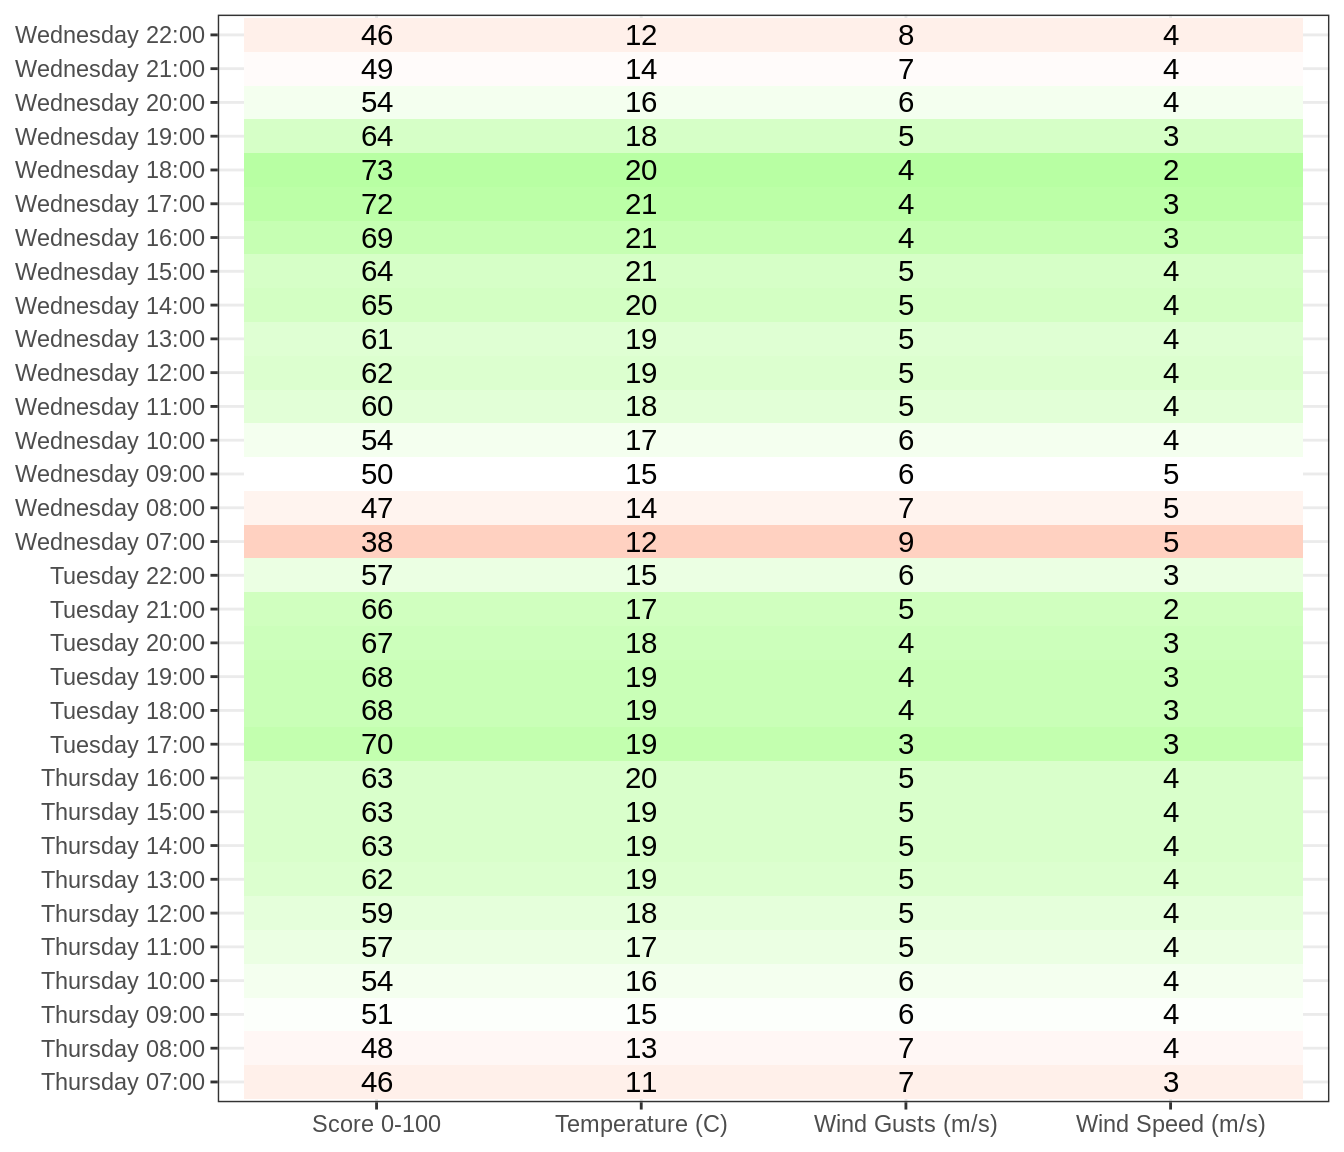 Wednesday 22:00 46 12 8 4
Wednesday 21:00 49 14 7 4
Wednesday 20:00 54 16 6 4
Wednesday 19:00 64 18 5 3
Wednesday 18:00 73 20 4 2
Wednesday 17:00 72 21 4 3
Wednesday 16:00 69 21 4 3
Wednesday 15:00 64 21 5 4
Wednesday 14:00 65 20 5 4
Wednesday 13:00 61 19 5 4
Wednesday 12:00 62 19 5 4
Wednesday 11:00 60 18 5 4
Wednesday 10:00 54 17 6 4
Wednesday 09:00 50 15 6 5
Wednesday 08:00 47 14 7 5
Wednesday 07:00 38 12 9 5
Tuesday 22:00 57 15 6 3
Tuesday 21:00 66 17 5 2
Tuesday 20:00 67 18 4 3
Tuesday 19:00 68 19 4 3
Tuesday 18:00 68 19 4 3
Tuesday 17:00 70 19 3 3
Thursday 16:00 63 20 5 4
Thursday 15:00 63 19 5 4
Thursday 14:00 63 19 5 4
Thursday 13:00 62 19 5 4
Thursday 12:00 59 18 5 4
Thursday 11:00 57 17 5 4
Thursday 10:00 54 16 6 4
Thursday 09:00 51 15 6 4
Thursday 08:00 48 13 7 4
Thursday 07:00 46 11 7 3
Score 0-100 Temperature (C) Wind Gusts (m/s) Wind Speed (m/s)